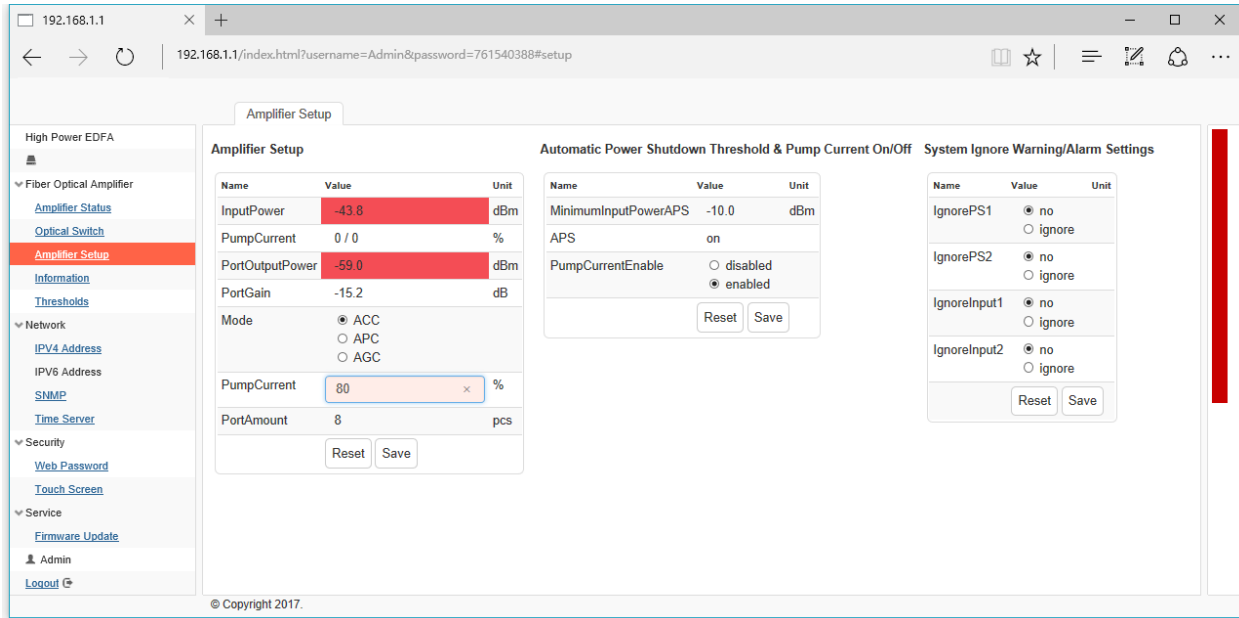 192.168.1.1
192.168.1.1/index.html?username=Admin&password=761540388#setup
Amplifier Setup
High Power EDFA
Fiber Optical Amplifier
Amplifier Status
Optical Switch
Amplifier Setup
Information
Thresholds
Network
IPV4 Address
IPV6 Address
SNMP
Time Server
Security
Web Password
Touch Screen
Service
Firmware Update
Admin
Logout
Amplifier Setup
Name Value Unit
InputPower -43.8 dBm
PumpCurrent 0 / 0 %
PortOutputPower -59.0 dBm
PortGain -15.2 dB
Mode ACC
APC
AGC
PumpCurrent 80 %
PortAmount 8 pcs
Reset Save
Automatic Power Shutdown Threshold & Pump Current On/Off
Name Value Unit
MinimumInputPowerAPS -10.0 dBm
APS on
PumpCurrentEnable disabled
enabled
Reset Save
System Ignore Warning/Alarm Settings
Name Value Unit
IgnorePS1 no
ignore
IgnorePS2 no
ignore
IgnoreInput1 no
ignore
IgnoreInput2 no
ignore
Reset Save
© Copyright 2017.